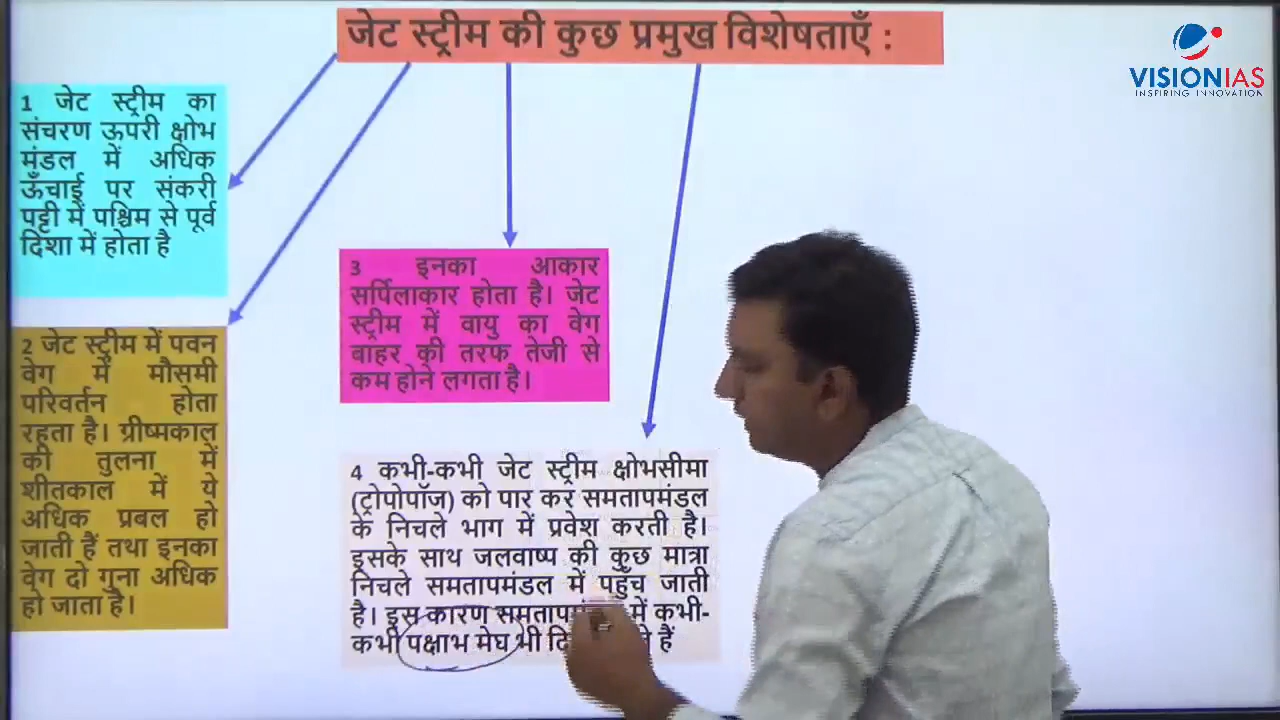 जेट स्ट्रीम की कुछ प्रमुख विशेषताएँ :
VISIONIAS
INSPIRING INNOVATION
1 जेट स्ट्रीम का
संचरण ऊपरी क्षोभ
मंडल में अधिक
ऊँचाई पर संकरी
पट्टी में पश्चिम से पूर्व
दिशा में होता है
2 जेट स्ट्रीम में पवन
वेग में मौसमी
परिवर्तन होता
रहता है। ग्रीष्मकाल
की तुलना में
शीतकाल में ये
अधिक प्रबल हो
जाती हैं तथा इनका
वेग दो गुना अधिक
हो जाता है।
3 इनका आकार
सर्पिलाकार होता है। जेट
स्ट्रीम में वायु का वेग
बाहर की तरफ तेजी से
कम होने लगता है।
4 कभी-कभी जेट स्ट्रीम क्षोभसीमा
(ट्रोपोपॉज) को पार कर समतापमंडल
के निचले भाग में प्रवेश करती है।
इसके साथ जलवाष्प की कुछ मात्रा
निचले समतापमंडल में पहुँच जाती
है। इस कारण में कभी-
कभी पक्षाभ मेघ भी हैं